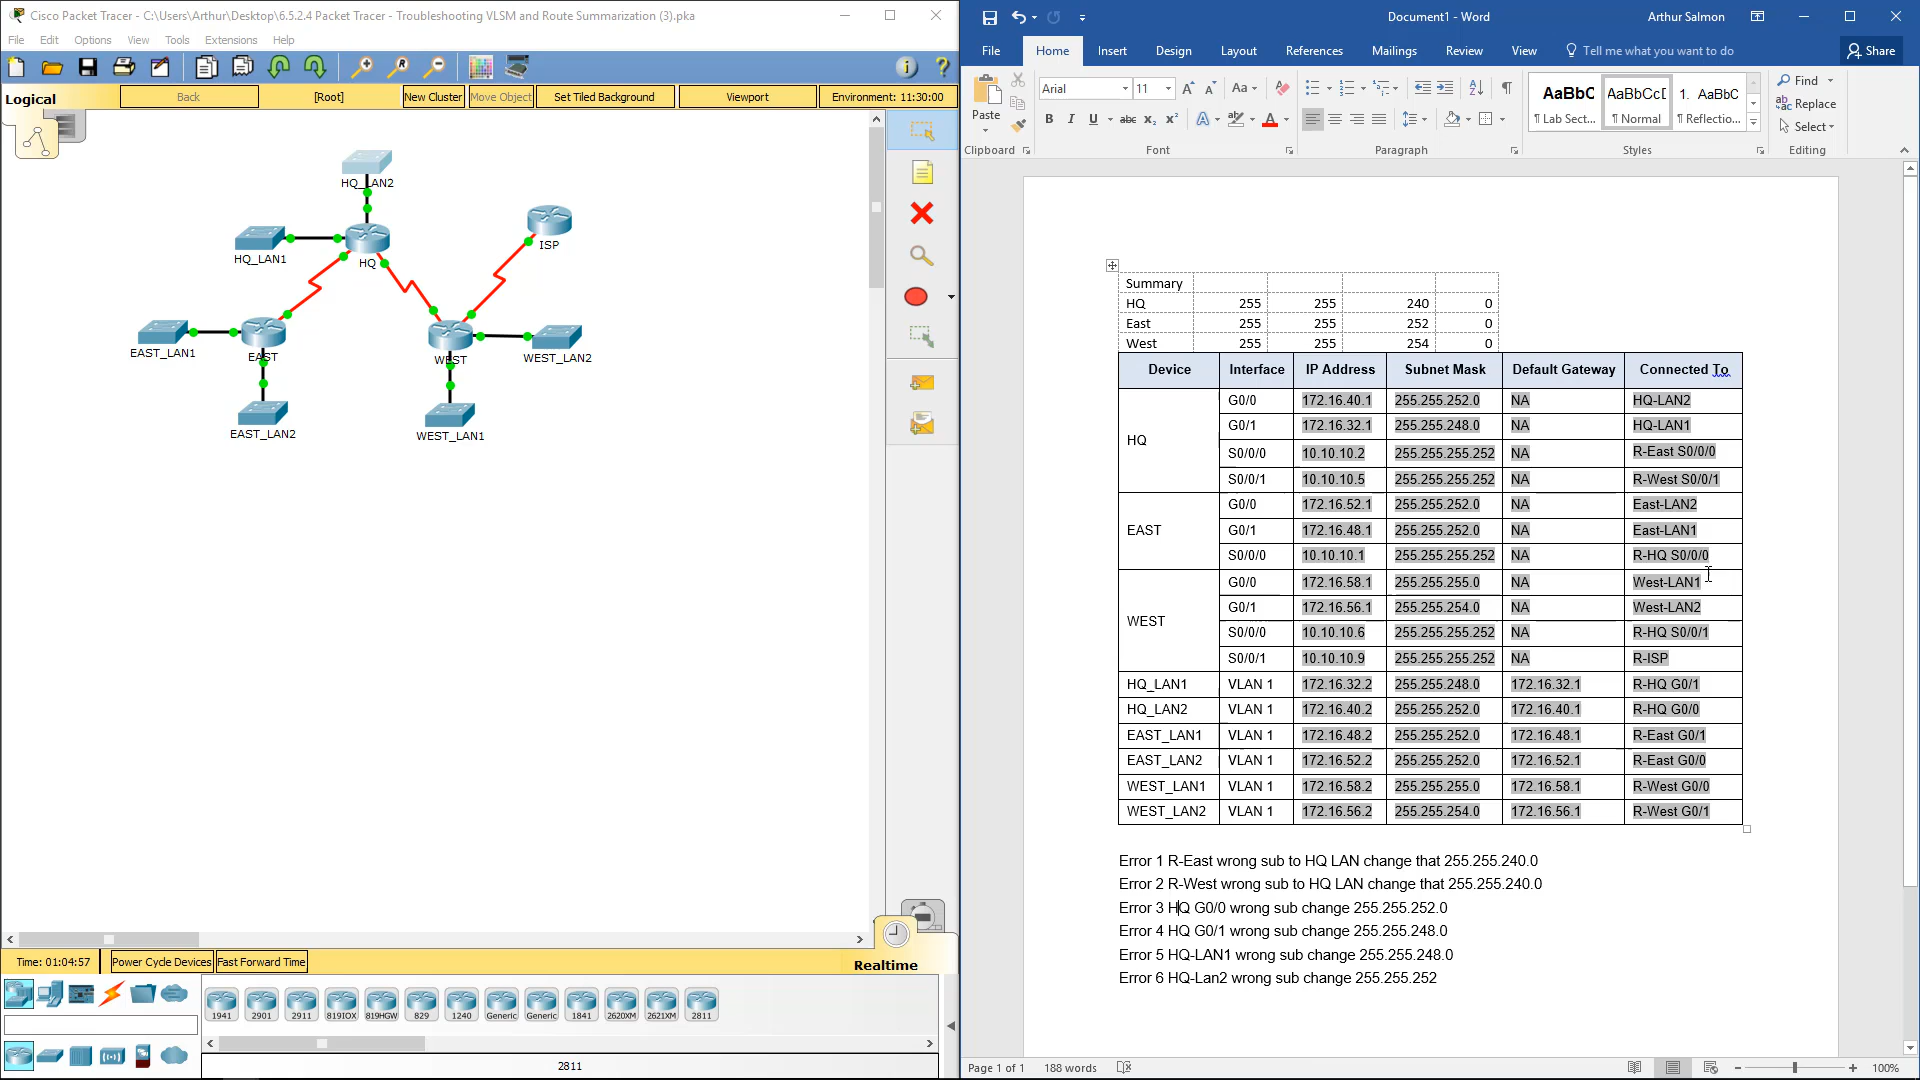 Cisco Packet Tracer - C:\Users\Arthur\Desktop\6.5.2.4 Packet Tracer - Troubleshooting VLSM and Route Summarization (3).pka
File Edit Options View Tools Extensions Help
Logical Back [Root] New Cluster Move Object Set Tiled Background Viewport Environment: 11:30:00
HQ_LAN2
ISP
HQ_LAN1
HQ
EAST_LAN1
EAST
WEST
WEST_LAN2
EAST_LAN2
WEST_LAN1
Realtime
Time: 01:04:57 Power Cycle Devices Fast Forward Time
1941 2901 2911 819IOX 819HGW 829 1240 Generic Generic 1841 2620XM 2621XM 2811
2811
Document1 - Word Arthur Salmon
File Home Insert Design Layout References Mailings Review View Tell me what you want to do Share
Paste Arial 11 AaBbC AaBbCcD 1. AaBbC Find
¶ Lab Sect... ¶ Normal ¶ Reflectio... Replace
Select
Clipboard Font Paragraph Styles Editing
Summary
HQ 255 255 240 0
East 255 255 252 0
West 255 255 254 0
Device Interface IP Address Subnet Mask Default Gateway Connected To
HQ
G0/0 172.16.40.1 255.255.252.0 NA HQ-LAN2
G0/1 172.16.32.1 255.255.248.0 NA HQ-LAN1
S0/0/0 10.10.10.2 255.255.255.252 NA R-East S0/0/0
S0/0/1 10.10.10.5 255.255.255.252 NA R-West S0/0/1
EAST
G0/0 172.16.52.1 255.255.252.0 NA East-LAN2
G0/1 172.16.48.1 255.255.252.0 NA East-LAN1
S0/0/0 10.10.10.1 255.255.255.252 NA R-HQ S0/0/0
WEST
G0/0 172.16.58.1 255.255.255.0 NA West-LAN1
G0/1 172.16.56.1 255.255.254.0 NA West-LAN2
S0/0/0 10.10.10.6 255.255.255.252 NA R-HQ S0/0/1
S0/0/1 10.10.10.9 255.255.255.252 NA R-ISP
HQ_LAN1 VLAN 1 172.16.32.2 255.255.248.0 172.16.32.1 R-HQ G0/1
HQ_LAN2 VLAN 1 172.16.40.2 255.255.252.0 172.16.40.1 R-HQ G0/0
EAST_LAN1 VLAN 1 172.16.48.2 255.255.252.0 172.16.48.1 R-East G0/1
EAST_LAN2 VLAN 1 172.16.52.2 255.255.252.0 172.16.52.1 R-East G0/0
WEST_LAN1 VLAN 1 172.16.58.2 255.255.255.0 172.16.58.1 R-West G0/0
WEST_LAN2 VLAN 1 172.16.56.2 255.255.254.0 172.16.56.1 R-West G0/1
Error 1 R-East wrong sub to HQ LAN change that 255.255.240.0
Error 2 R-West wrong sub to HQ LAN change that 255.255.240.0
Error 3 HQ G0/0 wrong sub change 255.255.252.0
Error 4 HQ G0/1 wrong sub change 255.255.248.0
Error 5 HQ-LAN1 wrong sub change 255.255.248.0
Error 6 HQ-Lan2 wrong sub change 255.255.252
Page 1 of 1 188 words 100%